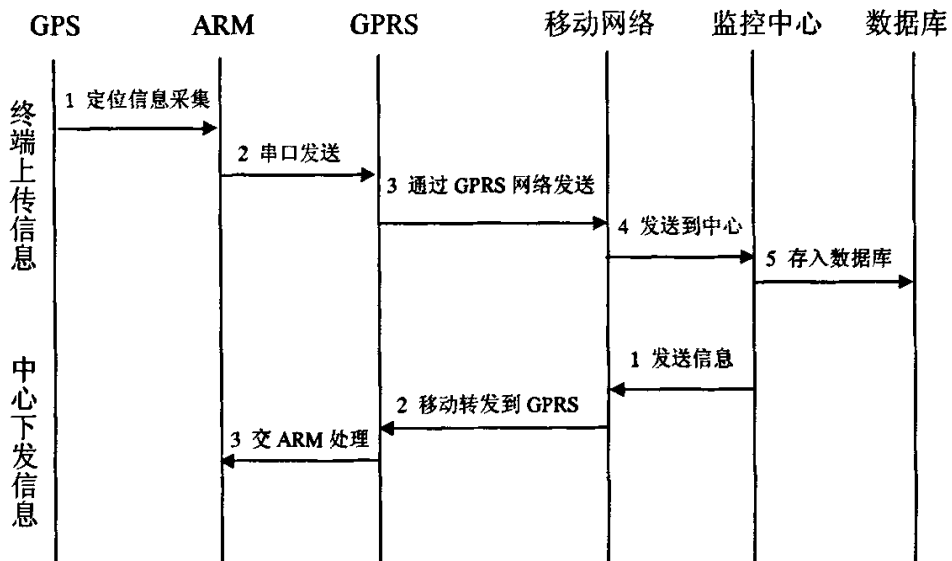 GPS ARM GPRS 移动网络 监控中心 数据库
终端上传信息
1 定位信息采集
2 串口发送
3 通过 GPRS 网络发送
4 发送到中心
5 存入数据库
中心下发信息
1 发送信息
2 移动转发到 GPRS
3 交 ARM 处理